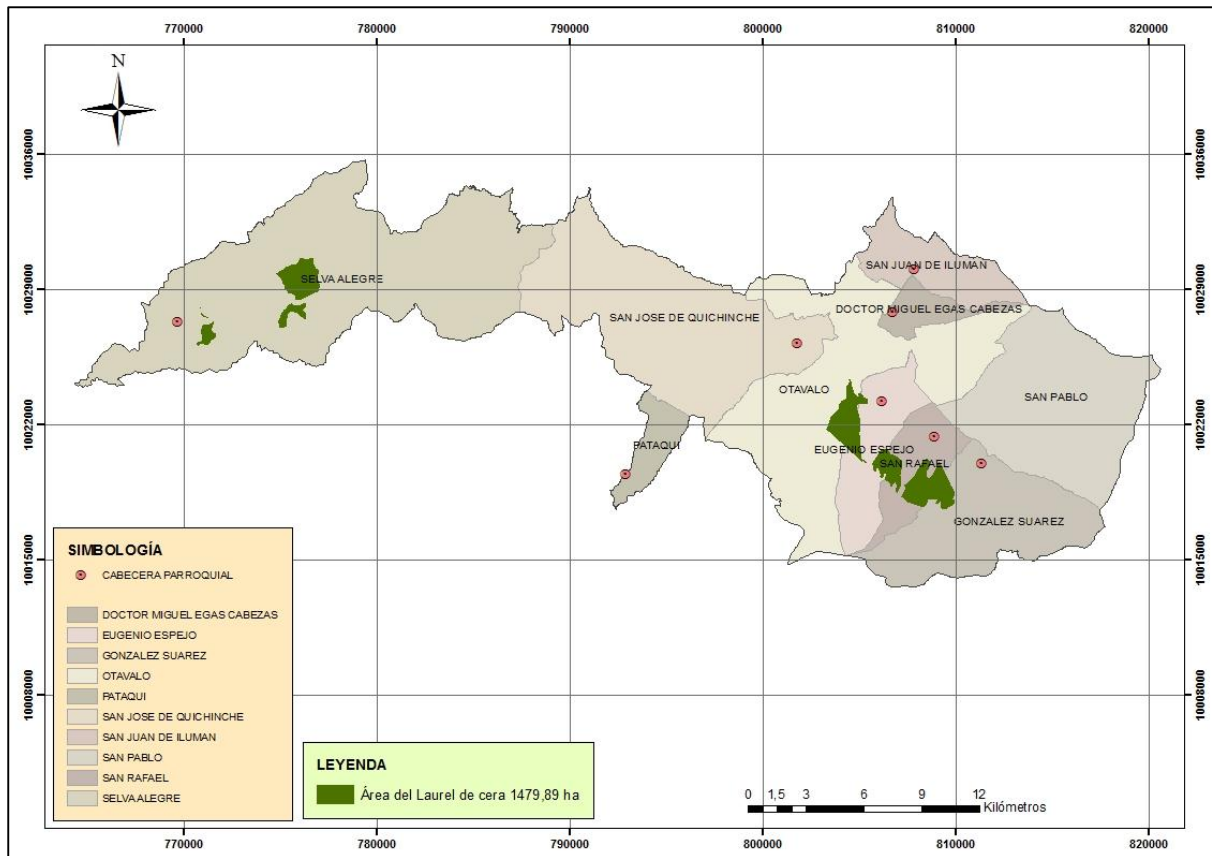 770000 780000 790000 800000 810000 820000
N
10036000 10036000
10029000 10029000
10022000 10022000
10015000 10015000
10008000 10008000
SELVA ALEGRE
SAN JOSE DE QUICHINCHE
SAN JUAN DE ILUMAN
DOCTOR MIGUEL EGAS CABEZAS
OTAVALO
SAN PABLO
PATAQUI
EUGENIO ESPEJO
SAN RAFAEL
GONZALEZ SUAREZ
SIMBOLOGÍA
CABECERA PARROQUIAL
DOCTOR MIGUEL EGAS CABEZAS
EUGENIO ESPEJO
GONZALEZ SUAREZ
OTAVALO
PATAQUI
SAN JOSE DE QUICHINCHE
SAN JUAN DE ILUMAN
SAN PABLO
SAN RAFAEL
SELVA ALEGRE
LEYENDA
Área del Laurel de cera 1479,89 ha
0 1,5 3 6 9 12
Kilómetros
770000 780000 790000 800000 810000 820000